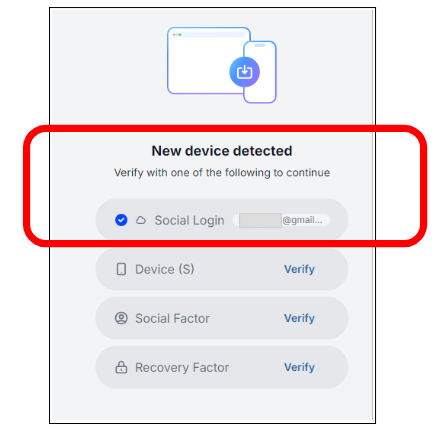 New device detected
Verify with one of the following to continue
Social Login @gmail...
Device (S) Verify
Social Factor Verify
Recovery Factor Verify